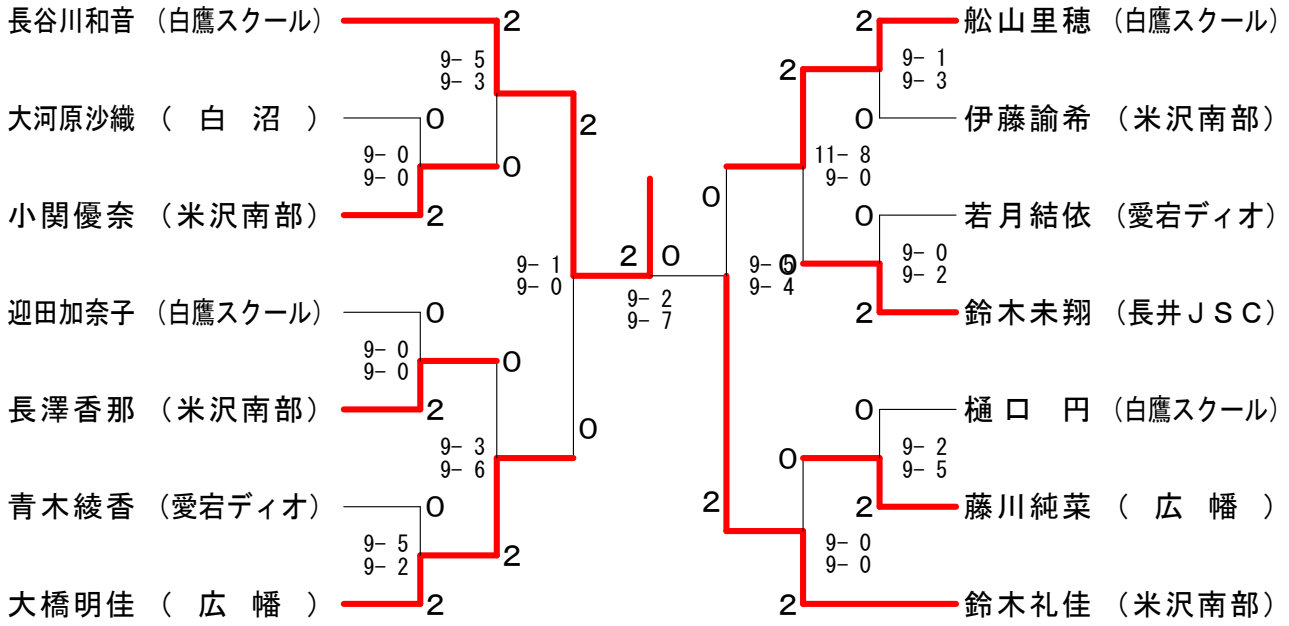 長谷川和音 (白鷹スクール) 2
9- 5
9- 3
大河原沙織 ( 白 沼 ) 0
9- 0
9- 0
0
小関優奈 (米沢南部) 2
2
9- 1
9- 0
迎田加奈子 (白鷹スクール) 0
9- 0
9- 0
0
長澤香那 (米沢南部) 2
9- 3
9- 6
0
青木綾香 (愛宕ディオ) 0
9- 5
9- 2
2
大橋明佳 ( 広 幡 ) 2
2 0
9- 2
9- 7
2 舩山里穂 (白鷹スクール)
9- 1
9- 3
2
0 伊藤諭希 (米沢南部)
11- 8
9- 0
0
0 若月結依 (愛宕ディオ)
9- 0
9- 2
0
2 鈴木未翔 (長井JSC)
9- 5
9- 4
0 樋口 円 (白鷹スクール)
9- 2
9- 5
0
2 藤川純菜 ( 広 幡 )
2
9- 0
9- 0
2 鈴木礼佳 (米沢南部)